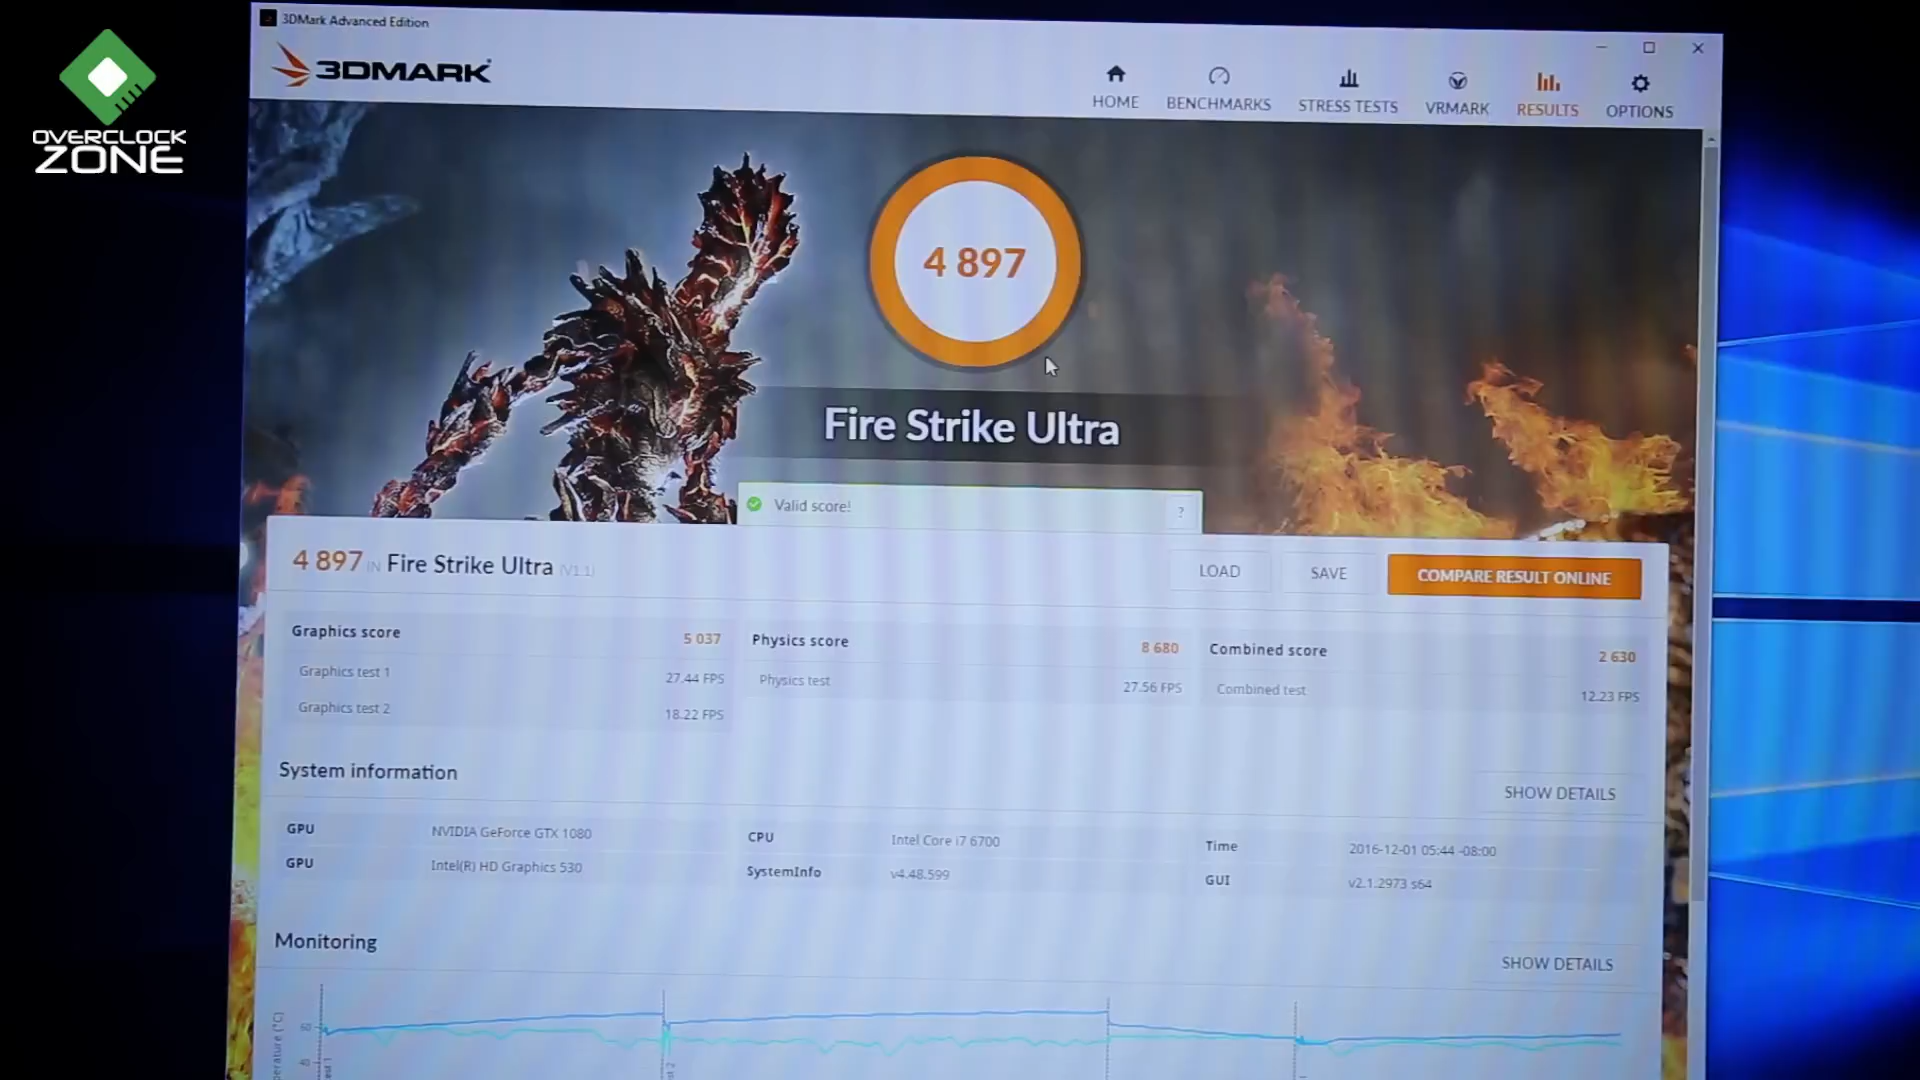 3DMark Advanced Edition
OVERCLOCK
ZONE
3DMARK
HOME
BENCHMARKS
STRESS TESTS
VRMARK
RESULTS
OPTIONS
4 897
Fire Strike Ultra
Valid score!
?
4 897 IN Fire Strike Ultra (V1.1)
LOAD
SAVE
COMPARE RESULT ONLINE
Graphics score 5 037
Graphics test 1 27.44 FPS
Graphics test 2 18.22 FPS
Physics score 8 680
Physics test 27.56 FPS
Combined score 2 630
Combined test 12.23 FPS
System information
SHOW DETAILS
GPU NVIDIA GeForce GTX 1080
GPU Intel(R) HD Graphics 530
CPU Intel Core i7 6700
SystemInfo v4.48.599
Time 2016-12-01 05:44 -08:00
GUI v2.1.2973 s64
Monitoring
SHOW DETAILS
60
40